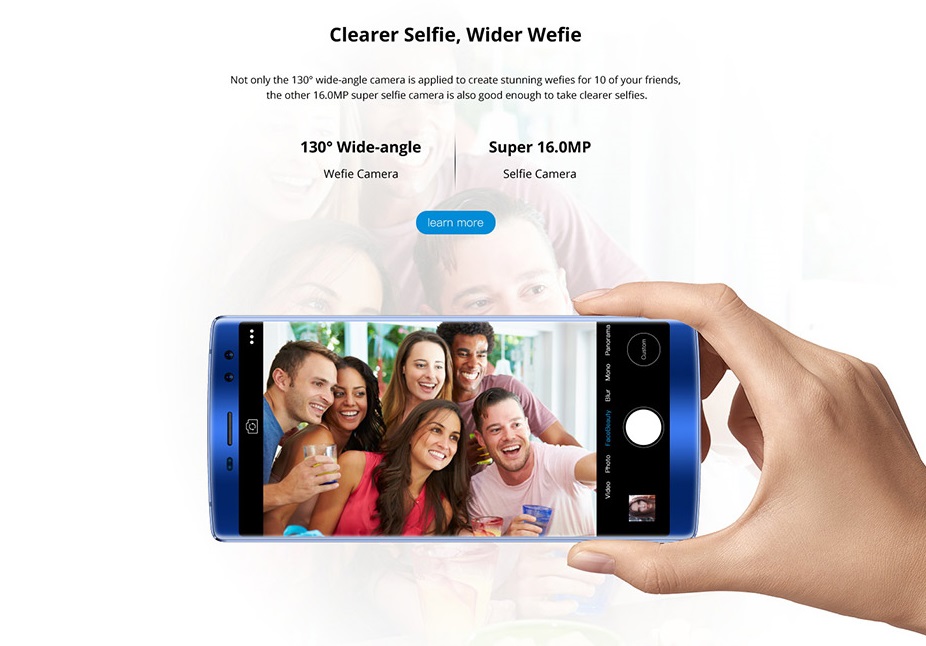 Clearer Selfie, Wider Wefie
Not only the 130° wide-angle camera is applied to create stunning wefies for 10 of your friends,
the other 16.0MP super selfie camera is also good enough to take clearer selfies.
130° Wide-angle
Wefie Camera
Super 16.0MP
Selfie Camera
learn more
Custom
Panorama
Mono
Blur
FaceBeauty
Photo
Video